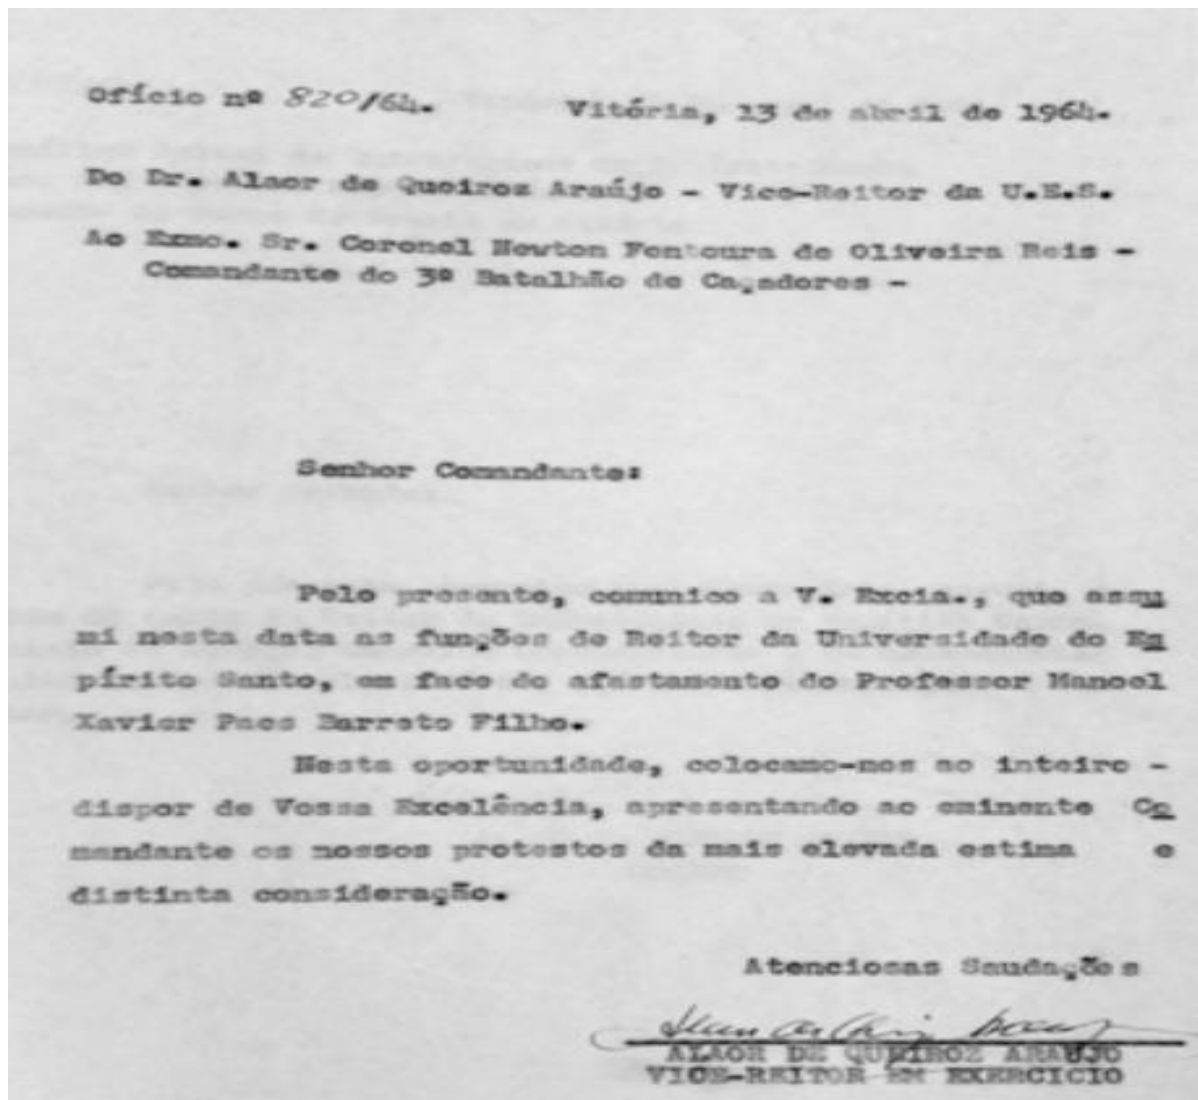 Ofício nº 820/64. Vitória, 13 de abril de 1964.
Do Dr. Alaor de Queiroz Araújo - Vice-Reitor da U.E.S.
Ao Exmo. Sr. Coronel Newton Fontoura de Oliveira Reis -
Comandante do 3º Batalhão de Caçadores -
Senhor Comandante:
Pelo presente, comunico a V. Excia., que assu
mi nesta data as funções de Reitor da Universidade do Es
pírito Santo, em face do afastamento do Professor Manoel
Xavier Paes Barreto Filho.
Nesta oportunidade, colocamo-nos ao inteiro -
dispor de Vossa Excelência, apresentando ao eminente Co
mandante os nossos protestos da mais elevada estima e
distinta consideração.
Atenciosas Saudações
ALAOR DE QUEIROZ ARAUJO
VICE-REITOR EM EXERCICIO